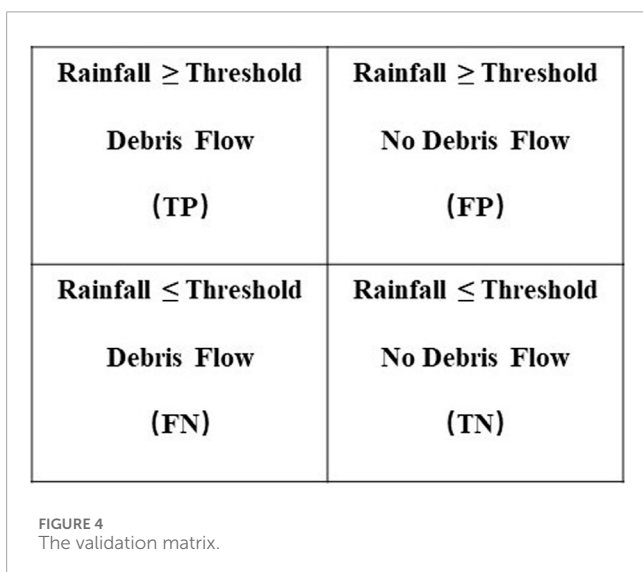 Rainfall ≥ Threshold
Debris Flow
(TP)
Rainfall ≥ Threshold
No Debris Flow
(FP)
Rainfall ≤ Threshold
Debris Flow
(FN)
Rainfall ≤ Threshold
No Debris Flow
(TN)
FIGURE 4
The validation matrix.